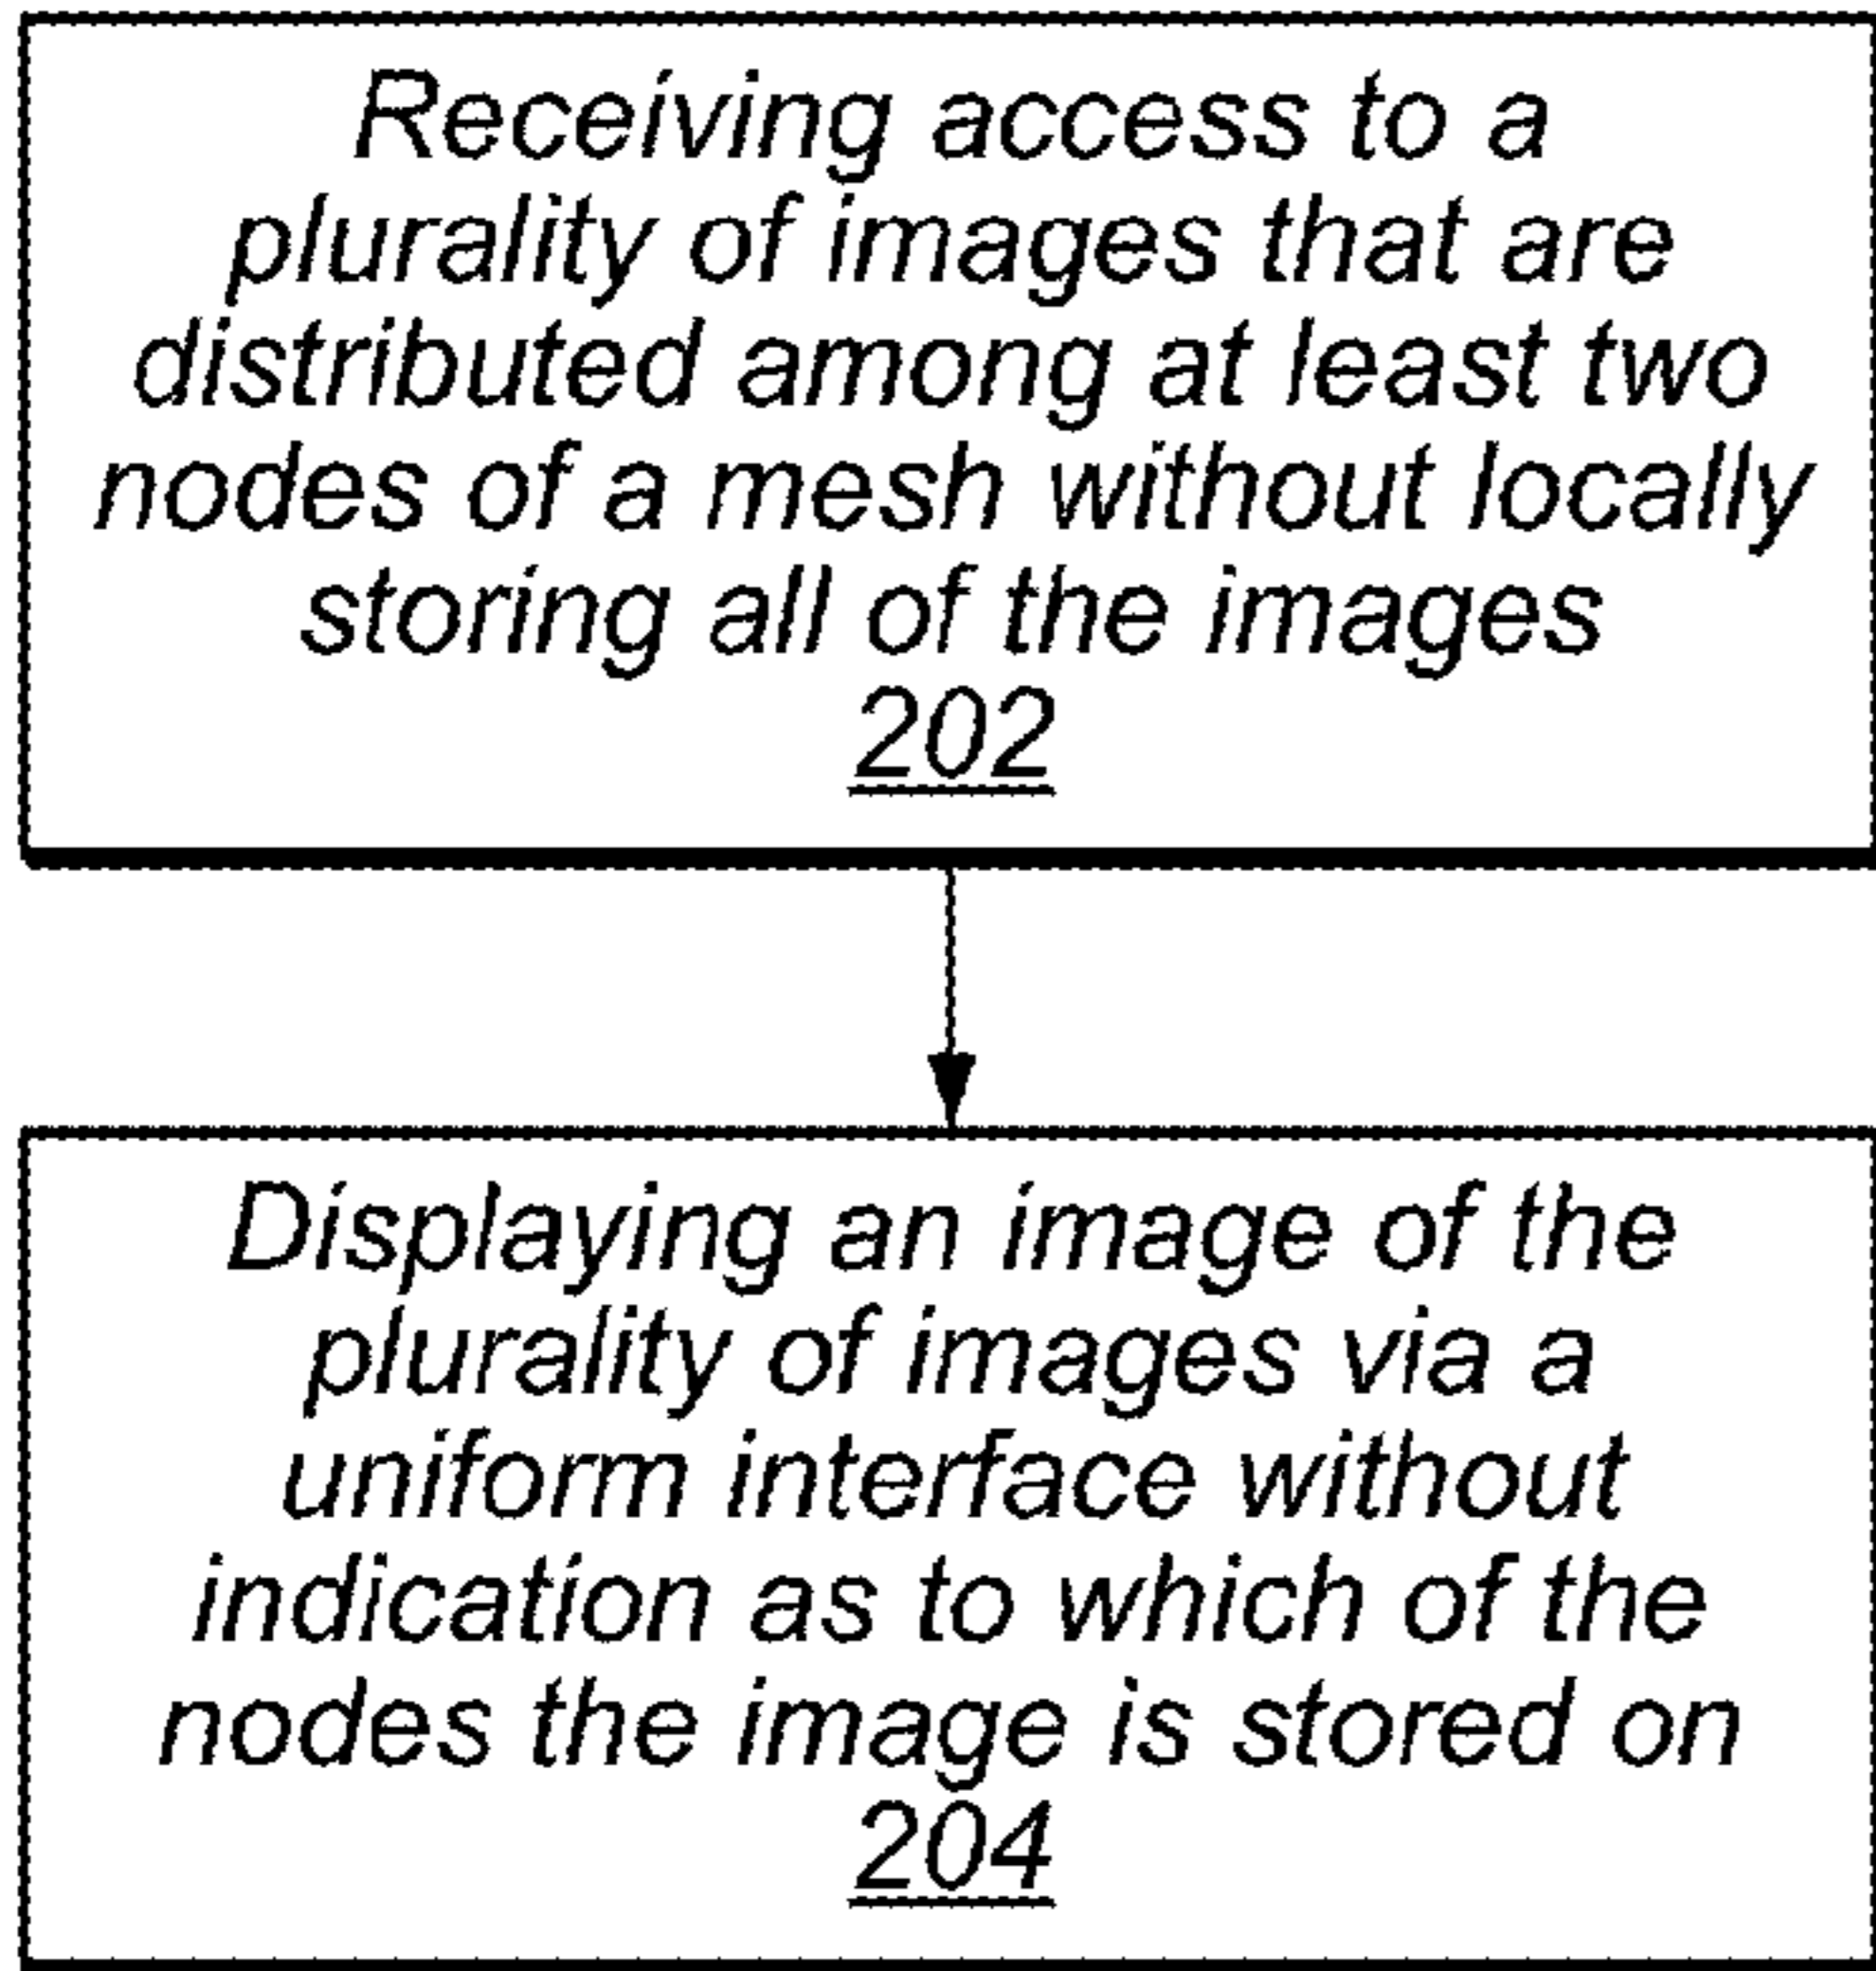 Receiving access to a
plurality of images that are
distributed among at least two
nodes of a mesh without locally
storing all of the images
202
Displaying an image of the
plurality of images via a
uniform interface without
indication as to which of the
nodes the image is stored on
204